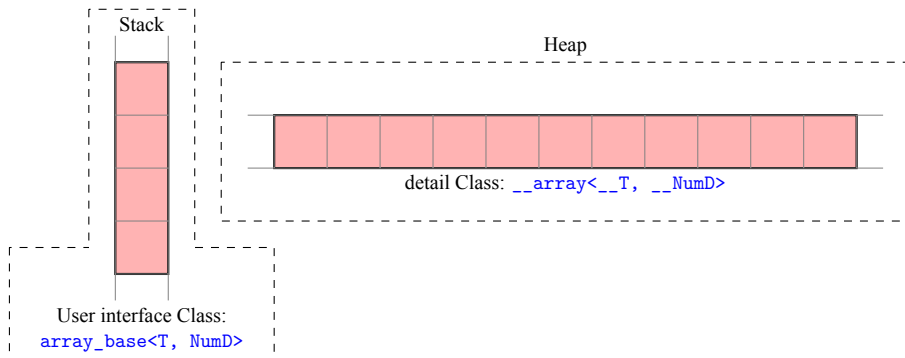 Stack
Heap
detail Class: __array<__T, __NumD>
User interface Class:
array_base<T, NumD>